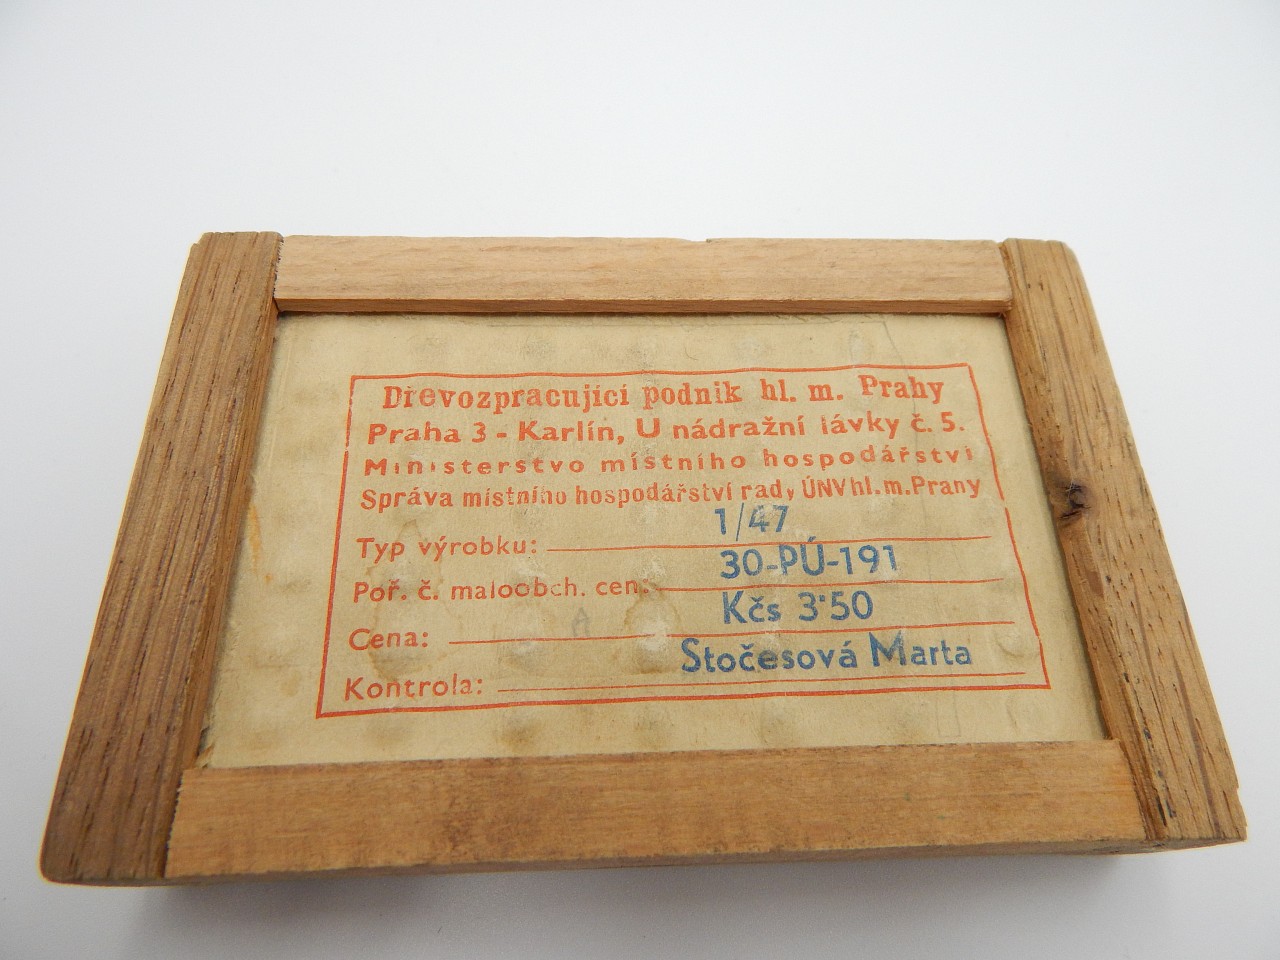 Dřevozpracující podnik hl. m. Prahy
Praha 3 - Karlín, U nádražní lávky č. 5.
Ministerstvo místního hospodářství
Správa místního hospodářství rady ÚNV hl. m. Prahy
Typ výrobku: 1/47
Poř. č. maloobch. cen: 30-PÚ-191
Cena: Kčs 3·50
Kontrola: Stočesová Marta